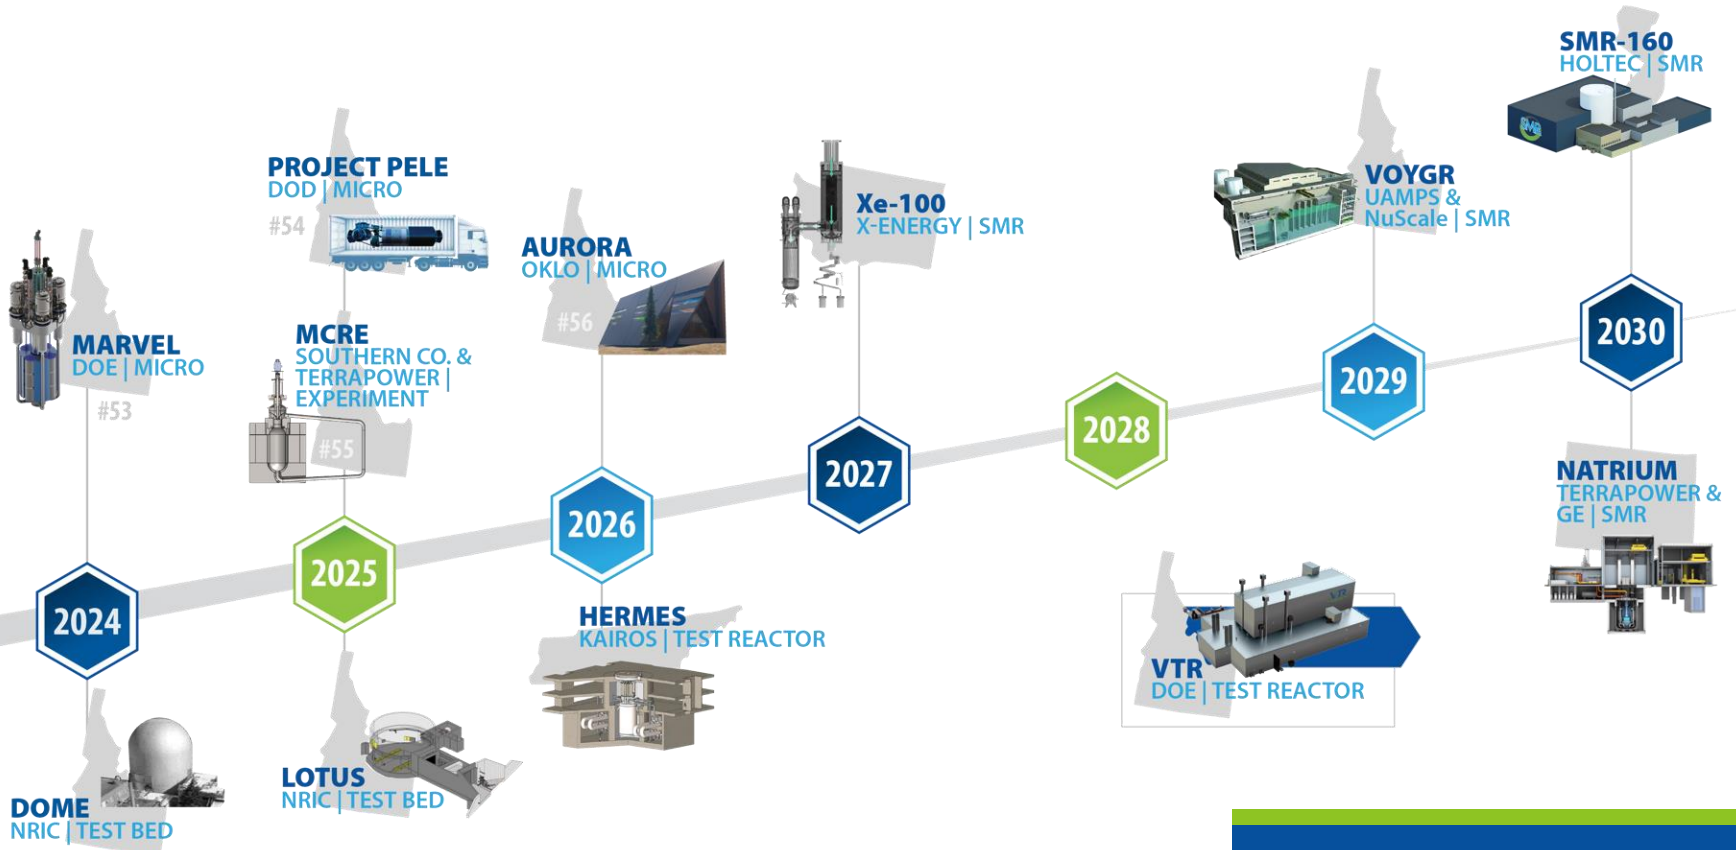 SMR-160
HOLTEC | SMR
PROJECT PELE
DOD | MICRO
#54
VOYGR
UAMPS &
NuScale | SMR
Xe-100
X-ENERGY | SMR
AURORA
OKLO | MICRO
#56
MARVEL
DOE | MICRO
#53
MCRE
SOUTHERN CO. &
TERRAPOWER |
EXPERIMENT
#55
2024
2025
2026
2027
2028
2029
2030
NATRIUM
TERRAPOWER &
GE | SMR
HERMES
KAIROS | TEST REACTOR
VTR
VTR
DOE | TEST REACTOR
LOTUS
NRIC | TEST BED
DOME
NRIC | TEST BED